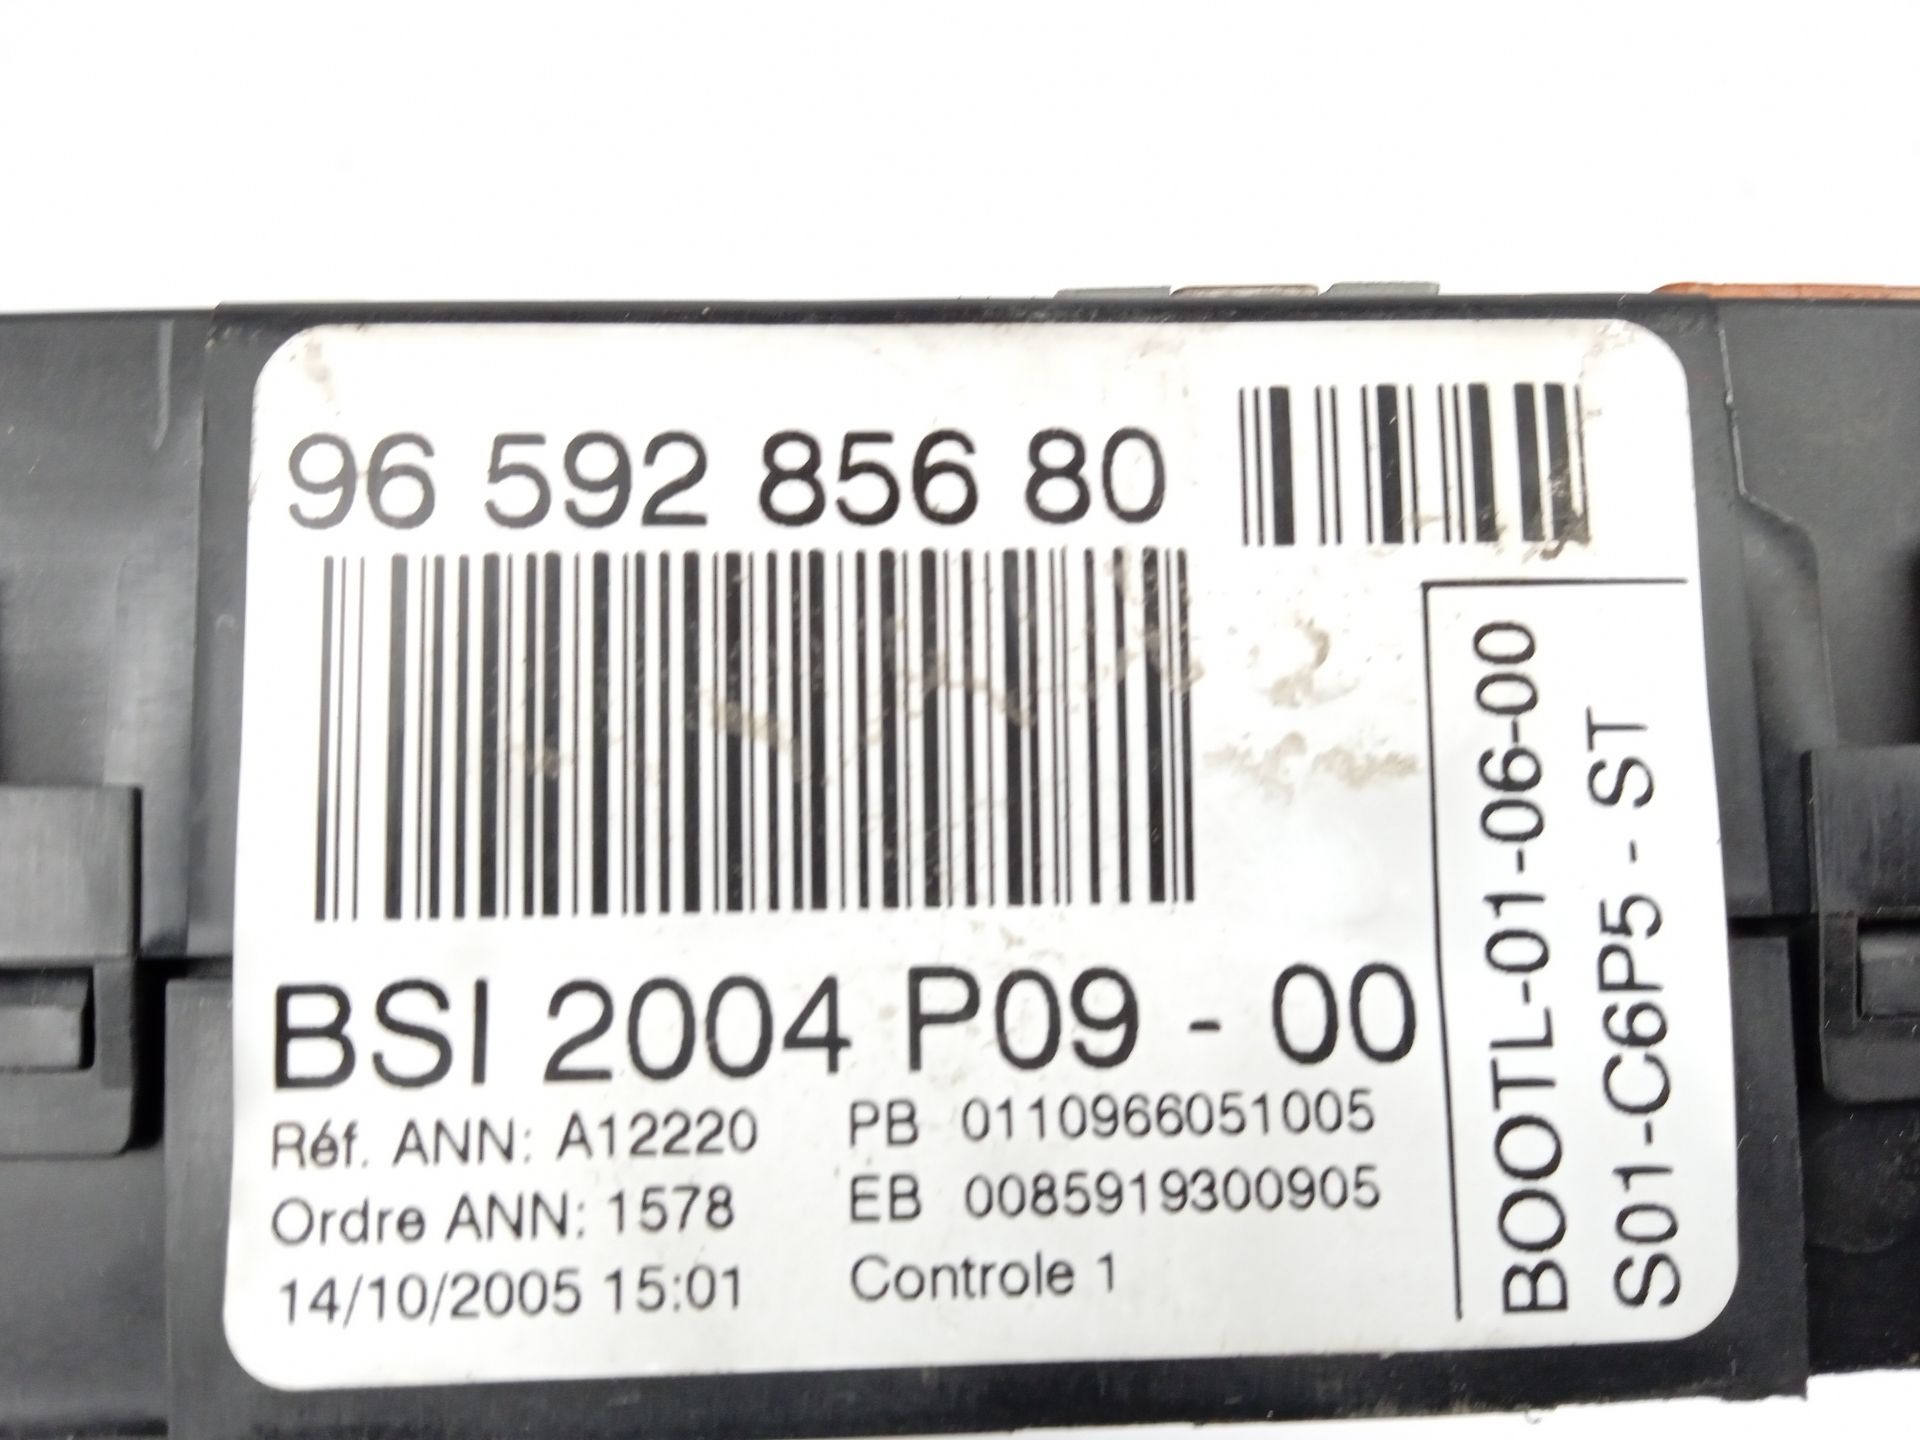 96 592 856 80
BSI 2004 P09 - 00
Réf. ANN: A12220 PB 0110966051005
Ordre ANN: 1578 EB 0085919300905
14/10/2005 15:01 Controle 1
BOOTL-01-06-00
S01-C6P5 - ST